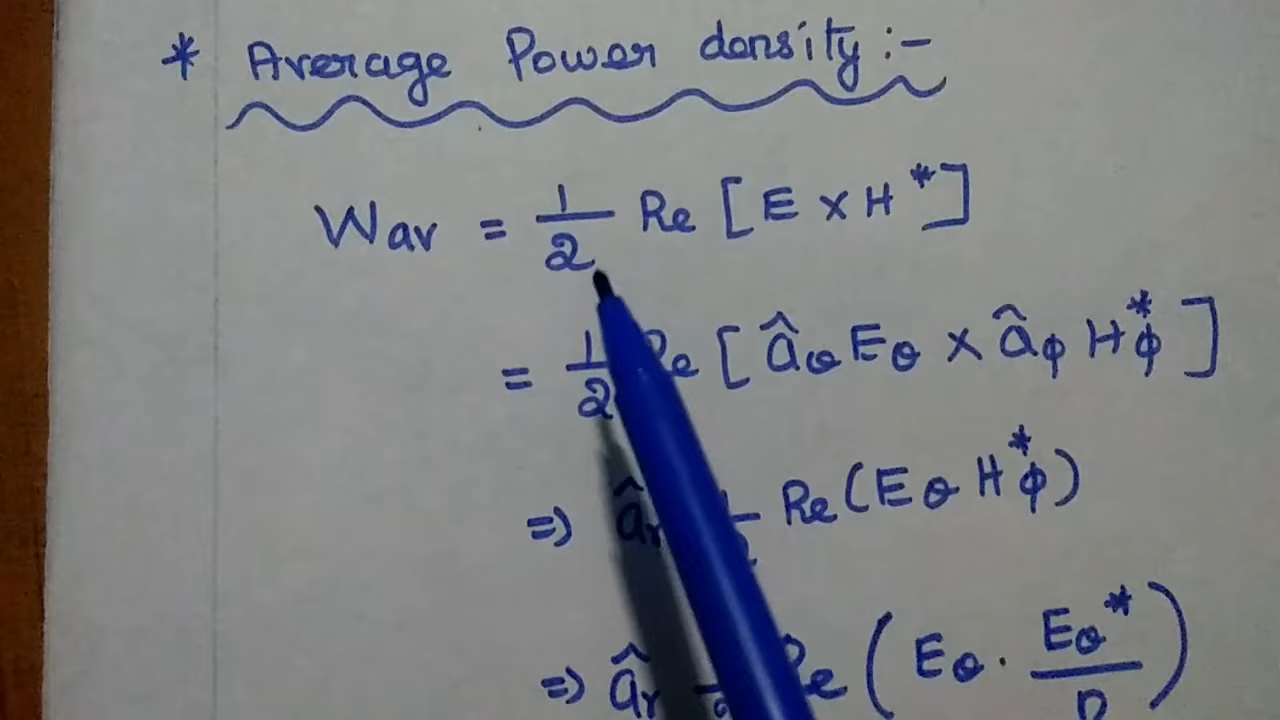 * Average Power density :-
Wav = 1/2 Re [E × H*]
= 1/2 Re [âθ Eθ × âϕ Hϕ*]
=> âr Re (Eθ Hϕ*)
=> âr Re (Eθ · Eθ*/